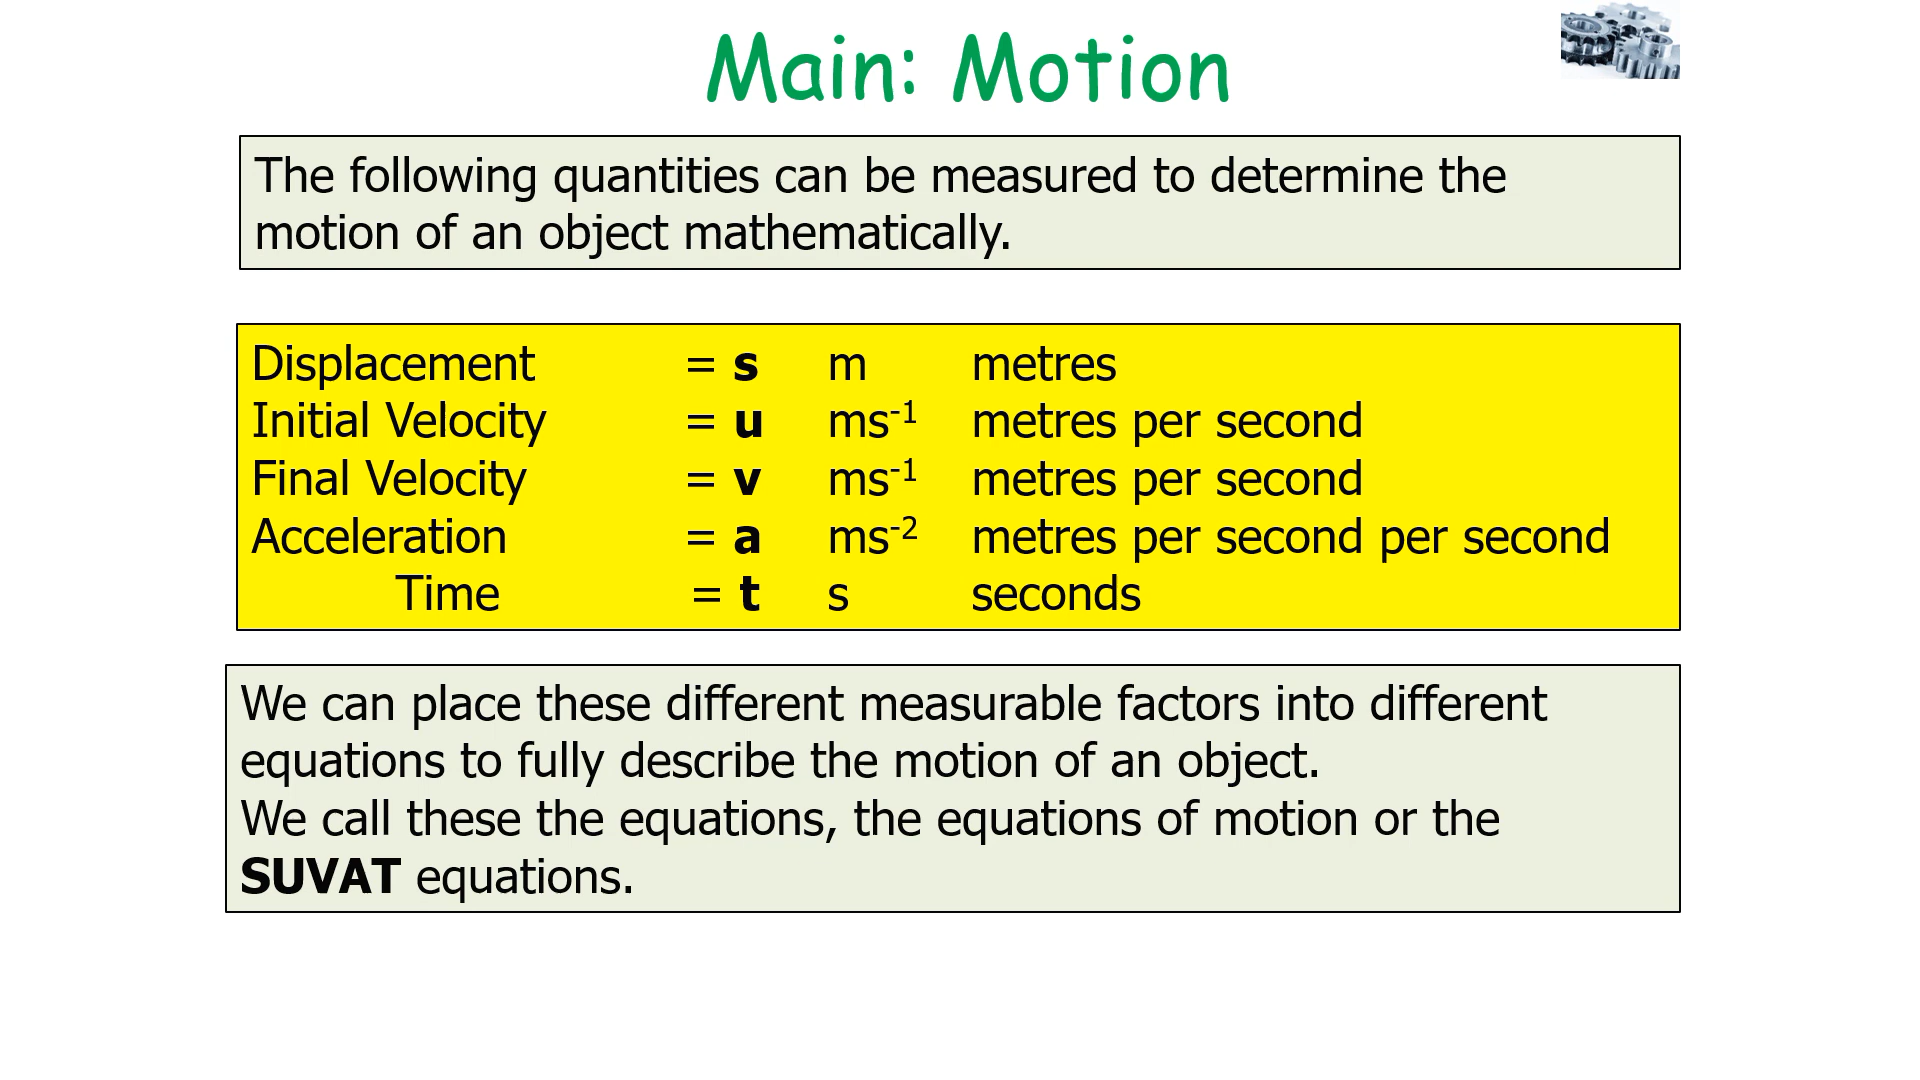 Main: Motion
The following quantities can be measured to determine the
motion of an object mathematically.
Displacement = s m metres
Initial Velocity = u ms⁻¹ metres per second
Final Velocity = v ms⁻¹ metres per second
Acceleration = a ms⁻² metres per second per second
Time = t s seconds
We can place these different measurable factors into different
equations to fully describe the motion of an object.
We call these the equations, the equations of motion or the
SUVAT equations.